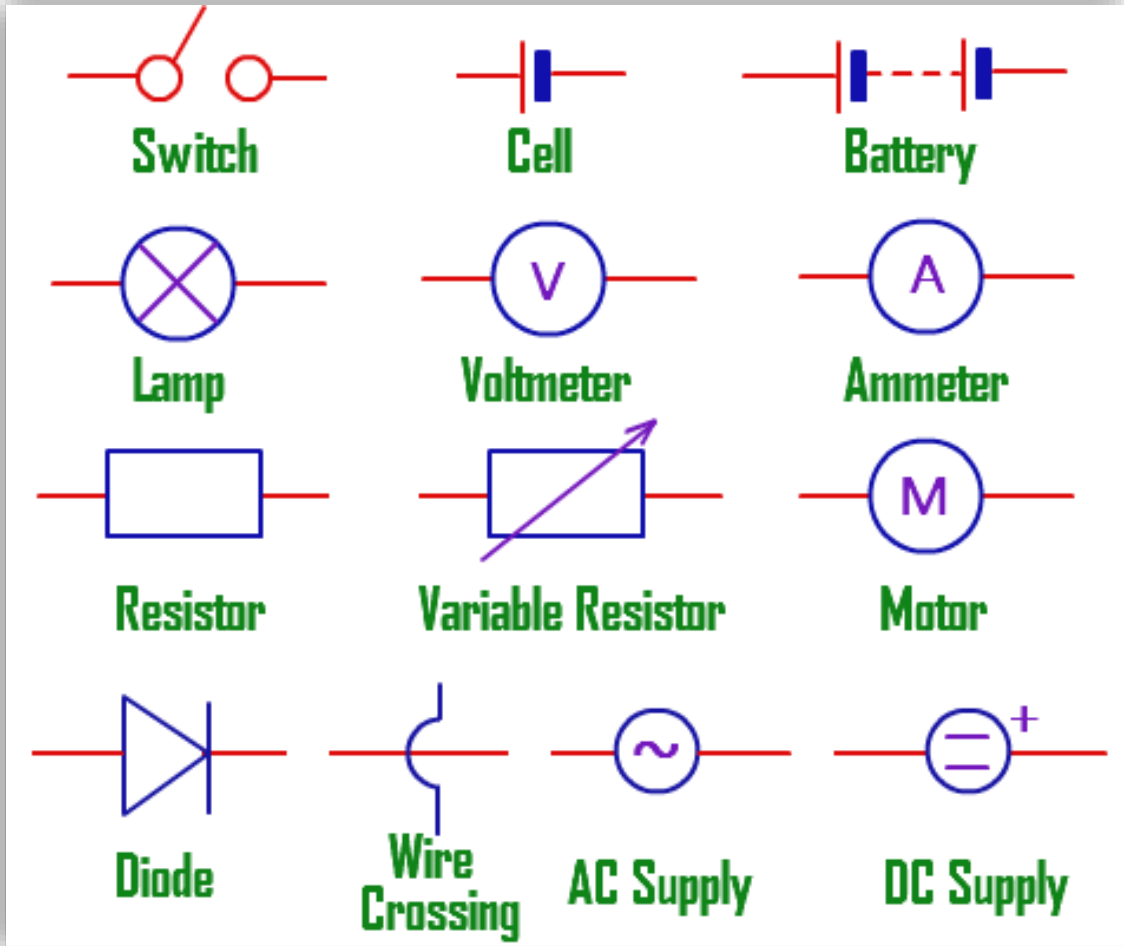 Switch
Cell
Battery
V
A
Lamp
Voltmeter
Ammeter
M
Resistor
Variable Resistor
Motor
~
+
Diode
Wire
Crossing
AC Supply
DC Supply